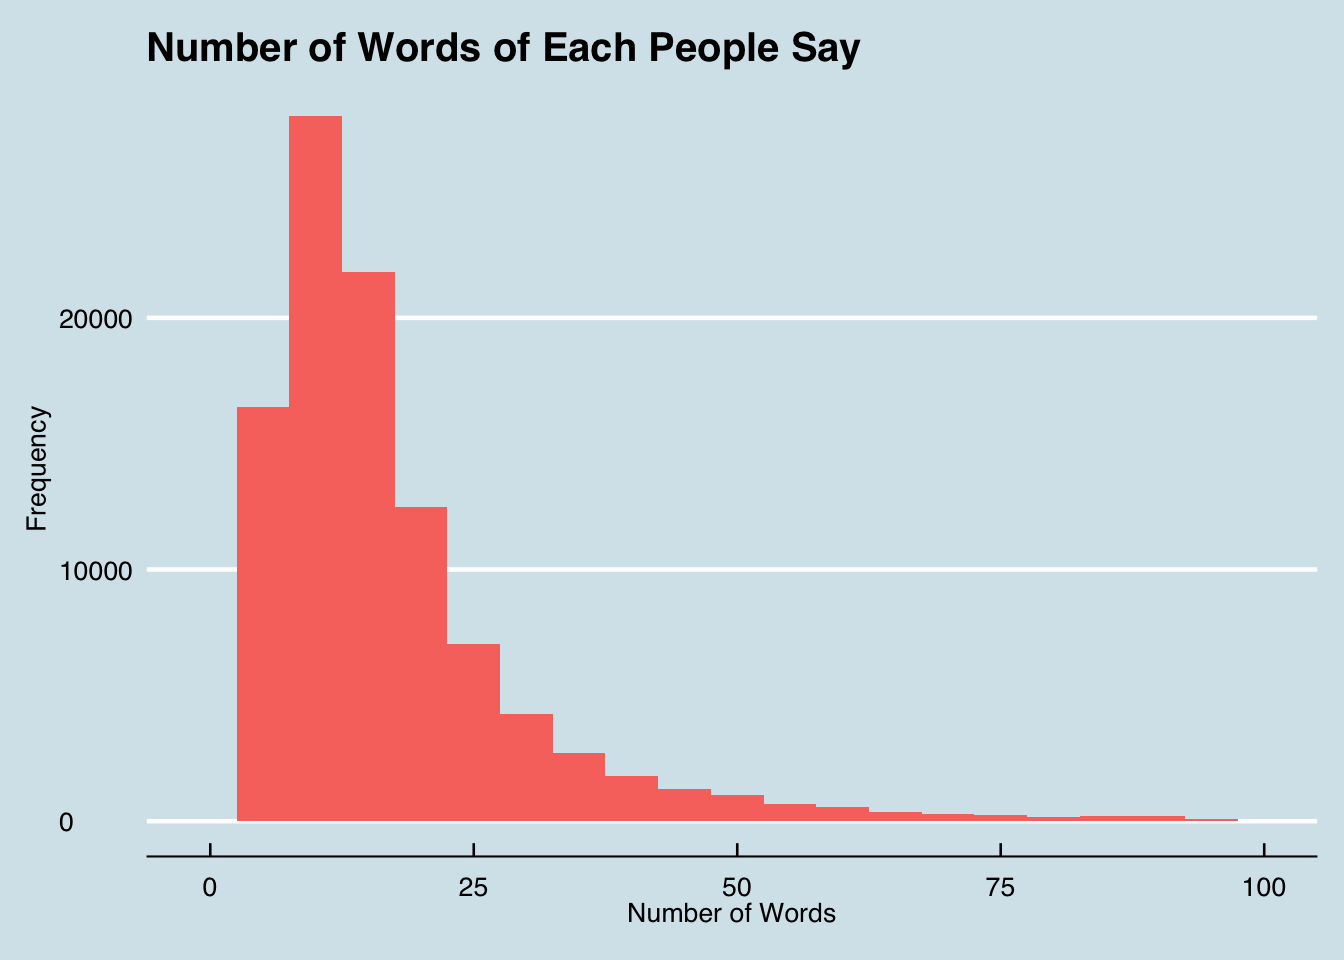 Number of Words of Each People Say
20000
10000
0
Frequency
0 25 50 75 100
Number of Words